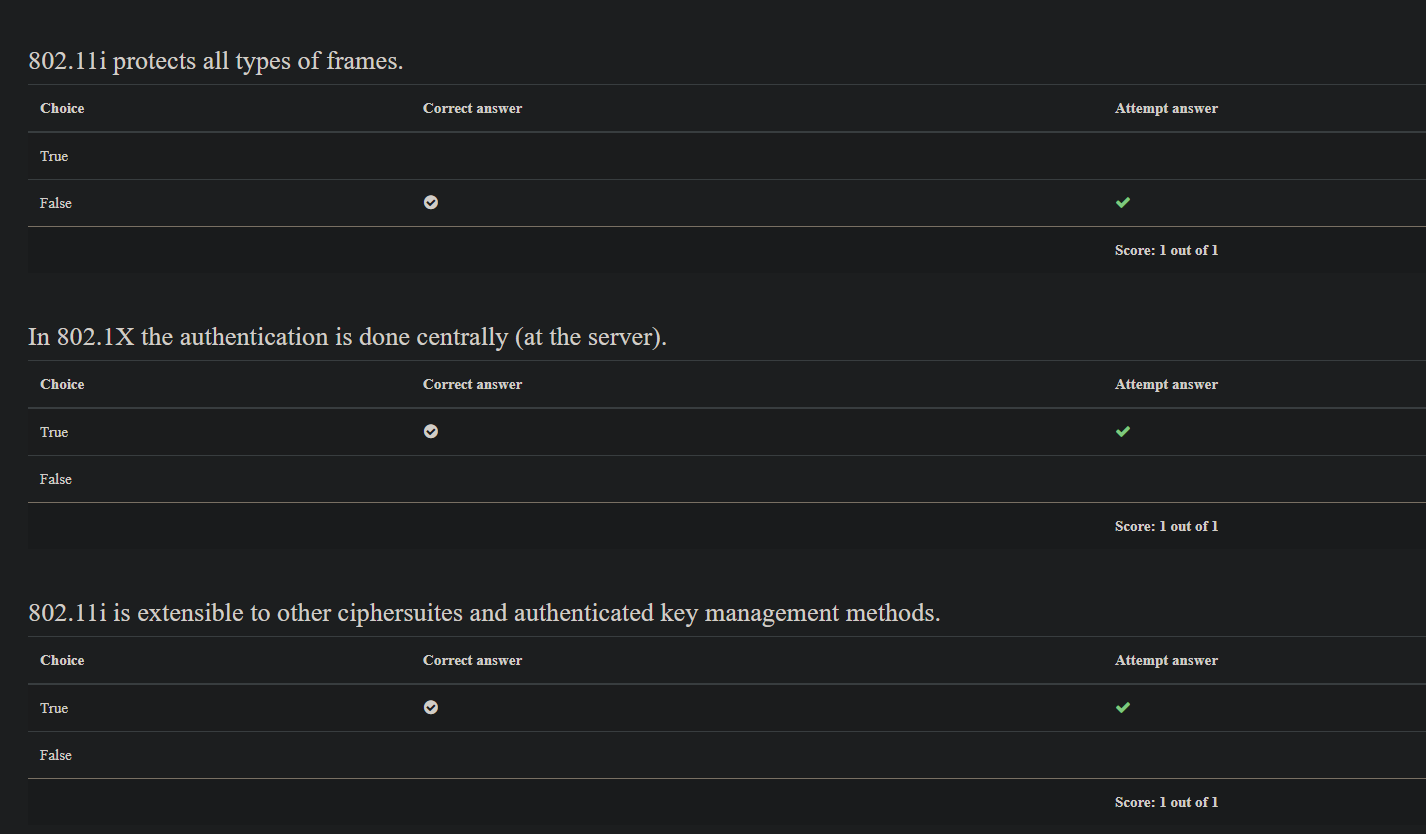 802.11i protects all types of frames.
Choice Correct answer Attempt answer
True
False
Score: 1 out of 1
In 802.1X the authentication is done centrally (at the server).
Choice Correct answer Attempt answer
True
False
Score: 1 out of 1
802.11i is extensible to other ciphersuites and authenticated key management methods.
Choice Correct answer Attempt answer
True
False
Score: 1 out of 1